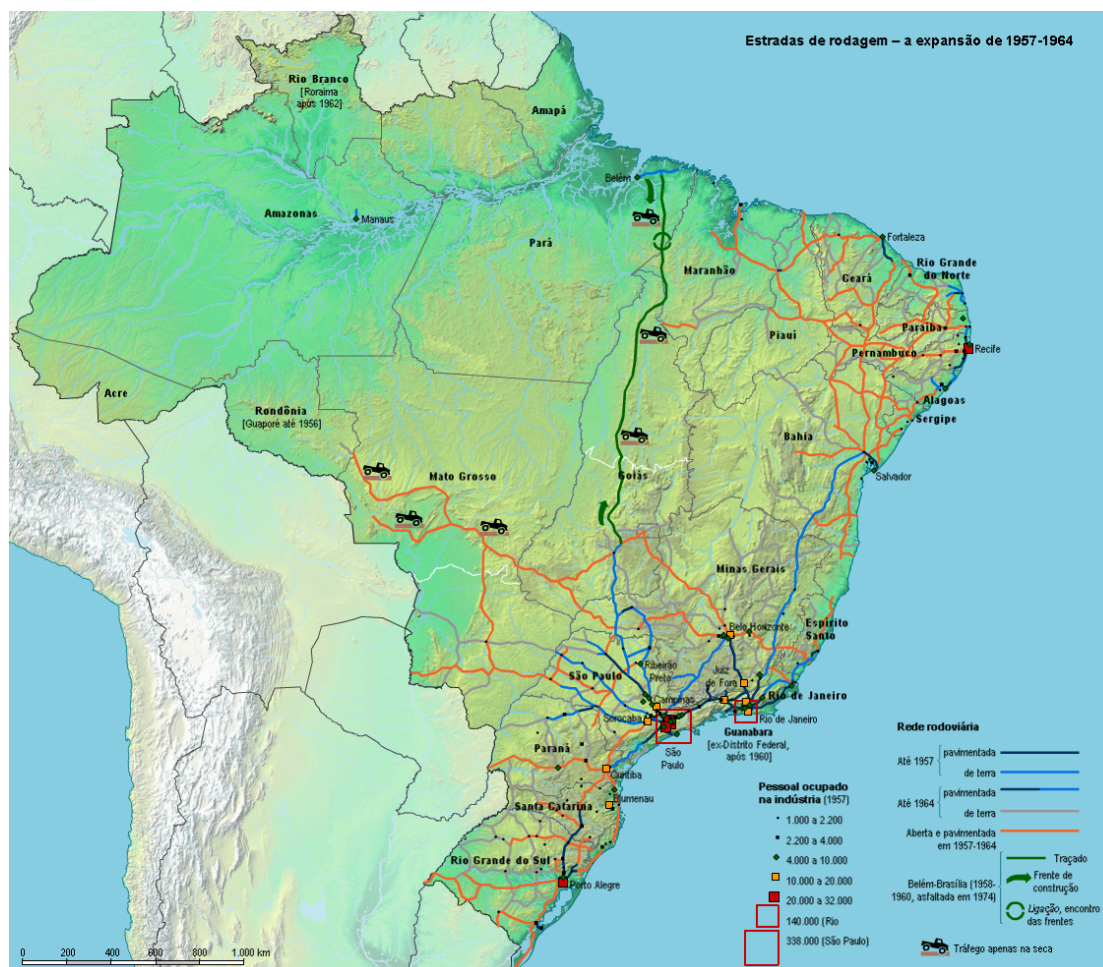 Estradas de rodagem – a expansão de 1957-1964
Rio Branco
[Roraima
após 1962]
Amapá
Belém
Amazonas
Manaus
Pará
Maranhão
Fortaleza
Ceará
Rio Grande
do Norte
Piauí
Paraíba
Pernambuco
Recife
Acre
Rondônia
[Guaporé até 1956]
Alagoas
Sergipe
Bahia
Mato Grosso
Goiás
Salvador
Minas Gerais
Belo Horizonte
Espírito
Santo
Ribeirão
Preto
Juiz
de Fora
São Paulo
Campinas
Rio de Janeiro
Sorocaba
Rio de Janeiro
Guanabara
[ex-Distrito Federal,
após 1960]
São
Paulo
Paraná
Curitiba
Blumenau
Santa Catarina
Rio Grande do Sul
Porto Alegre
Rede rodoviária
Até 1957
pavimentada
de terra
Até 1964
pavimentada
de terra
Aberta e pavimentada
em 1957-1964
Belém-Brasília (1958-
1960, asfaltada em 1974)
Traçado
Frente de
construção
Ligação, encontro
das frentes
Tráfego apenas na seca
Pessoal ocupado
na indústria (1957)
1.000 a 2.200
2.200 a 4.000
4.000 a 10.000
10.000 a 20.000
20.000 a 32.000
140.000 (Rio
338.000 (São Paulo)
0 200 400 600 800 1.000 km